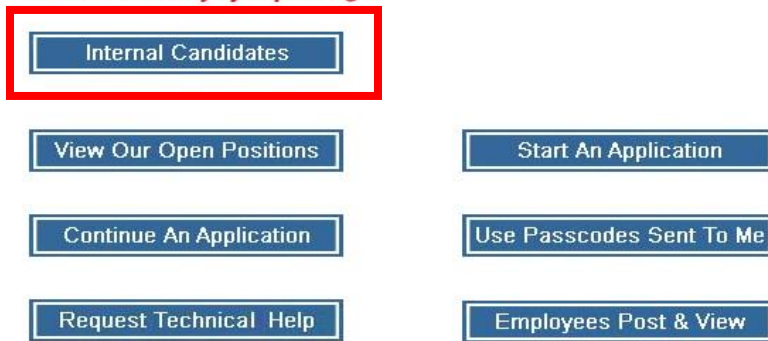 Internal Candidates
View Our Open Positions
Start An Application
Continue An Application
Use Passcodes Sent To Me
Request Technical Help
Employees Post & View